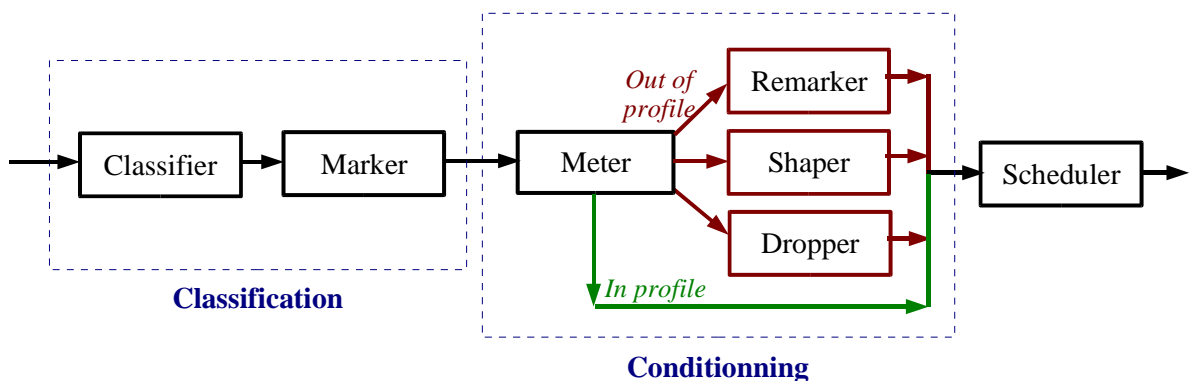 Out of
profile
Remarker
Classifier
Marker
Meter
Shaper
Scheduler
Dropper
In profile
Classification
Conditionning